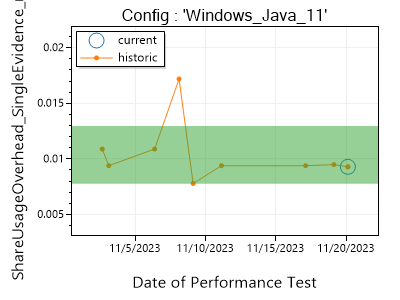 Config : 'Windows_Java_11'
current
historic
0.02
0.015
0.01
0.005
ShareUsageOverhead_SingleEvidence_
11/5/2023
11/10/2023
11/15/2023
11/20/2023
Date of Performance Test